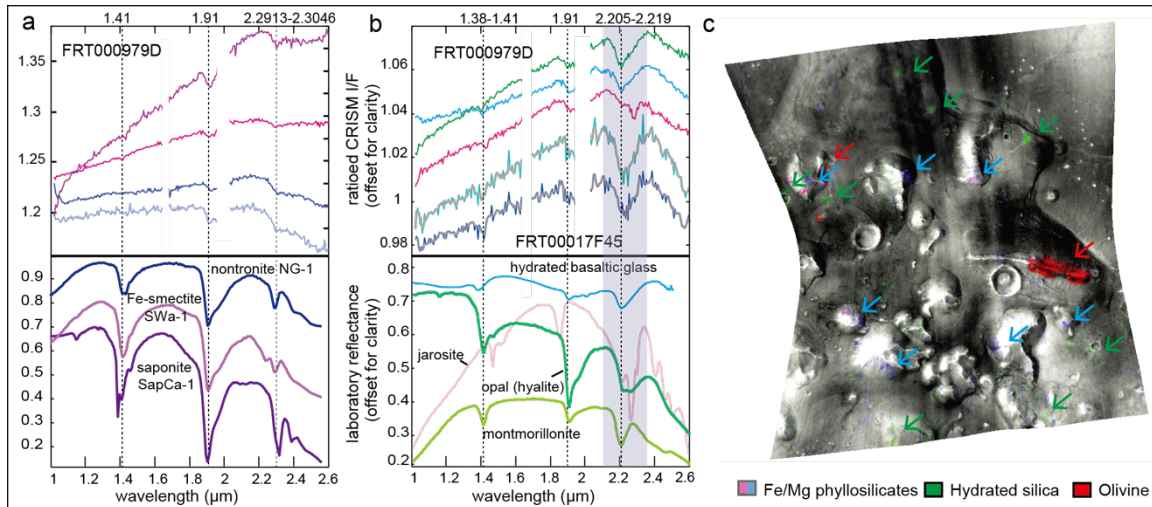 a
1.41 1.91 2.2913-2.3046
FRT000979D
1.35
1.3
1.25
1.2
0.9
0.8
0.7
0.6
0.5
0.4
0.3
0.2
nontronite NG-1
Fe-smectite
SWa-1
saponite
SapCa-1
1 1.2 1.4 1.6 1.8 2 2.2 2.6
wavelength (µm)
b
1.38-1.41 1.91 2.205-2.219
FRT000979D
ratioed CRISM I/F
(offset for clarity)
1.06
1.04
1.02
1
0.98
FRT00017F45
laboratory reflectance
(offset for clarity)
0.8
0.7
0.6
0.5
0.4
0.3
0.2
hydrated basaltic glass
jarosite
opal (hyalite)
montmorillonite
1 1.2 1.4 1.6 1.8 2 2.2 2.4 2.6
wavelength (µm)
c
Fe/Mg phyllosilicates Hydrated silica Olivine